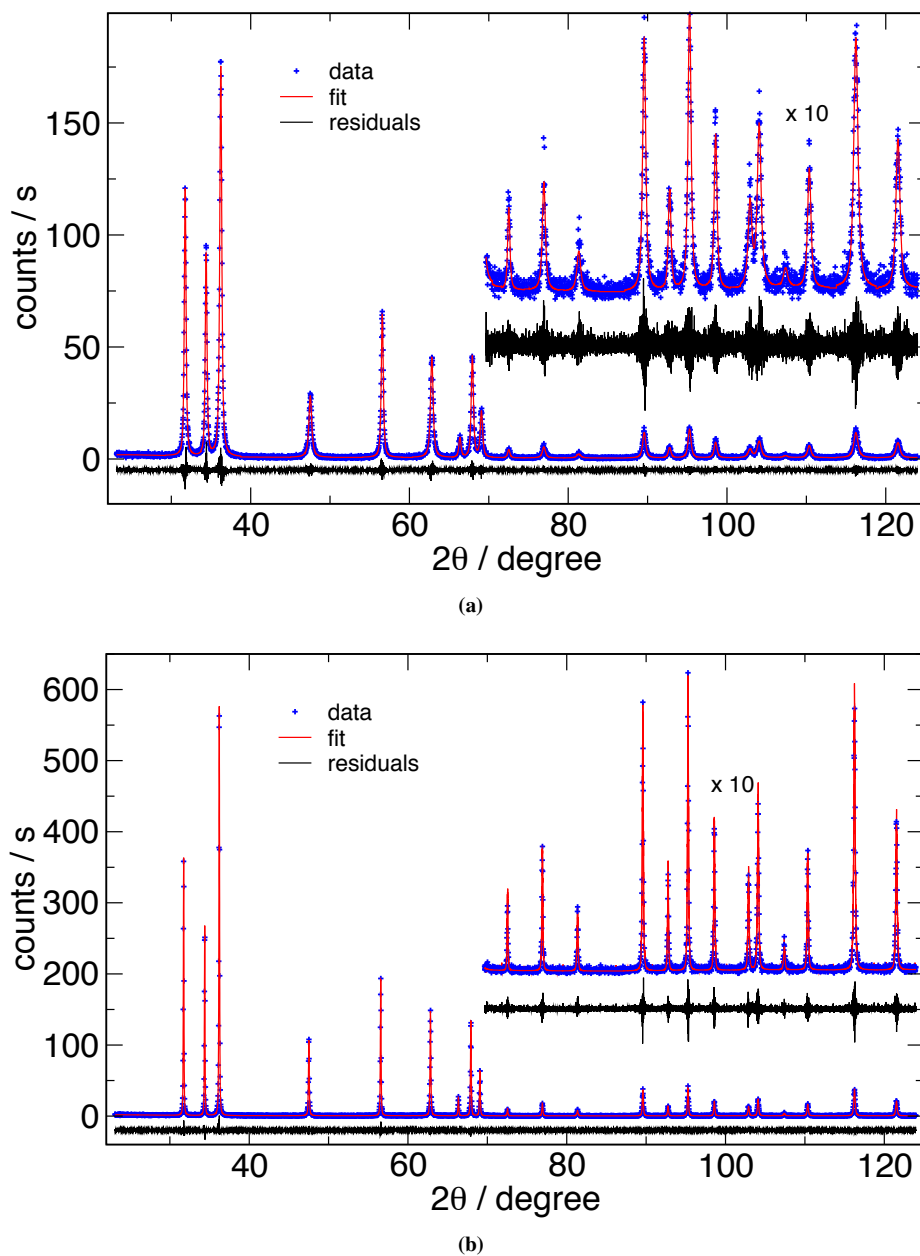 data
fit
residuals
x 10
150
100
50
0
counts / s
40
60
80
100
120
2θ / degree
(a)
600
500
400
300
200
100
0
data
fit
residuals
x 10
counts / s
40
60
80
100
120
2θ / degree
(b)